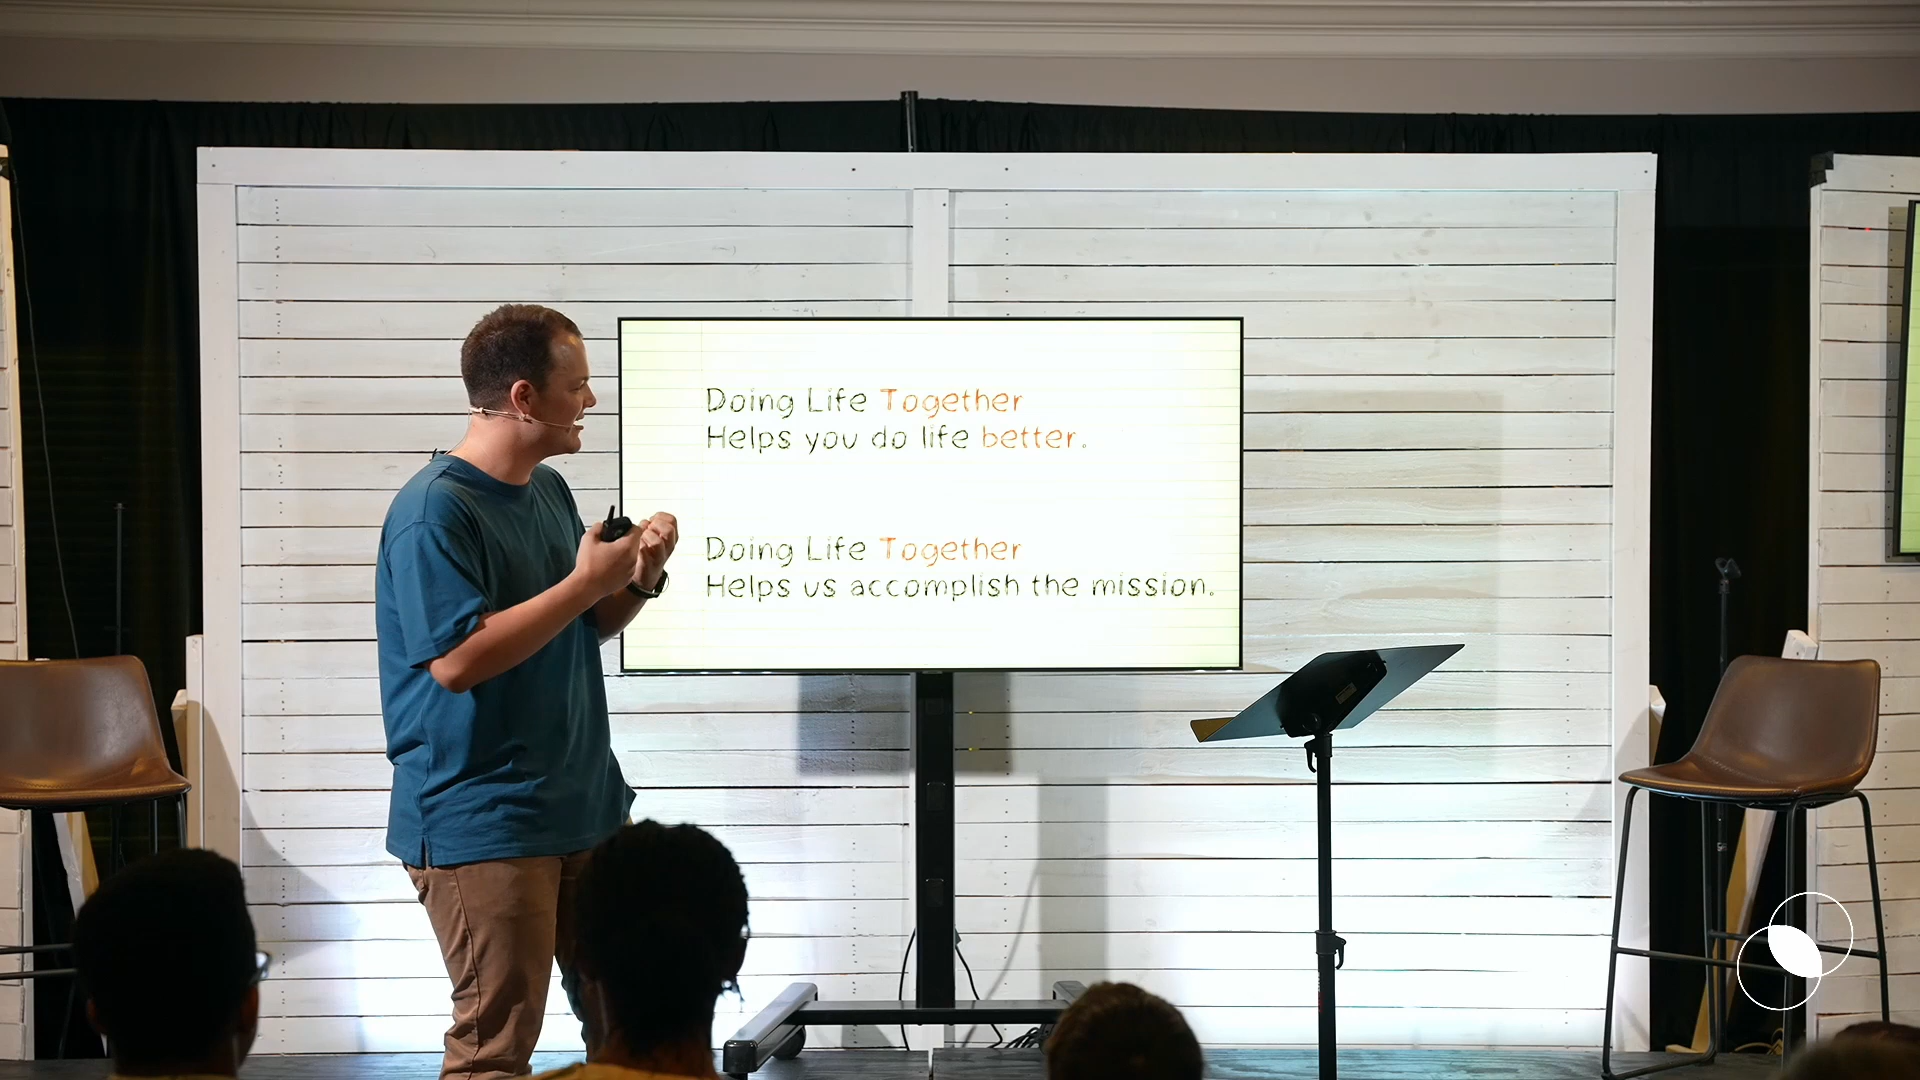 Doing Life Together
Helps you do life better.
Doing Life Together
Helps us accomplish the mission.